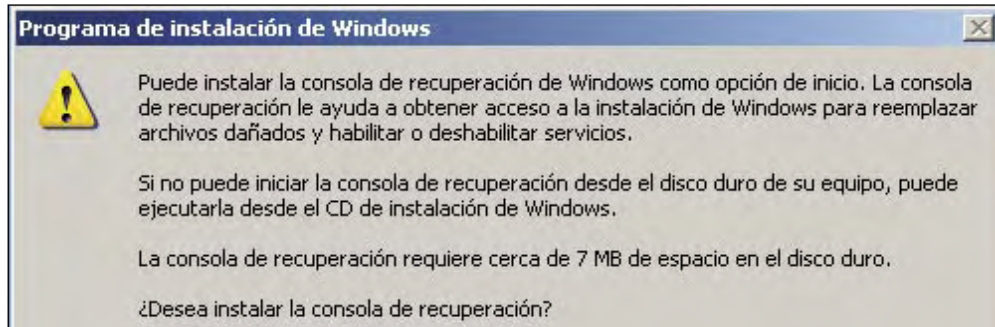 Programa de instalación de Windows
Puede instalar la consola de recuperación de Windows como opción de inicio. La consola
de recuperación le ayuda a obtener acceso a la instalación de Windows para reemplazar
archivos dañados y habilitar o deshabilitar servicios.
Si no puede iniciar la consola de recuperación desde el disco duro de su equipo, puede
ejecutarla desde el CD de instalación de Windows.
La consola de recuperación requiere cerca de 7 MB de espacio en el disco duro.
¿Desea instalar la consola de recuperación?